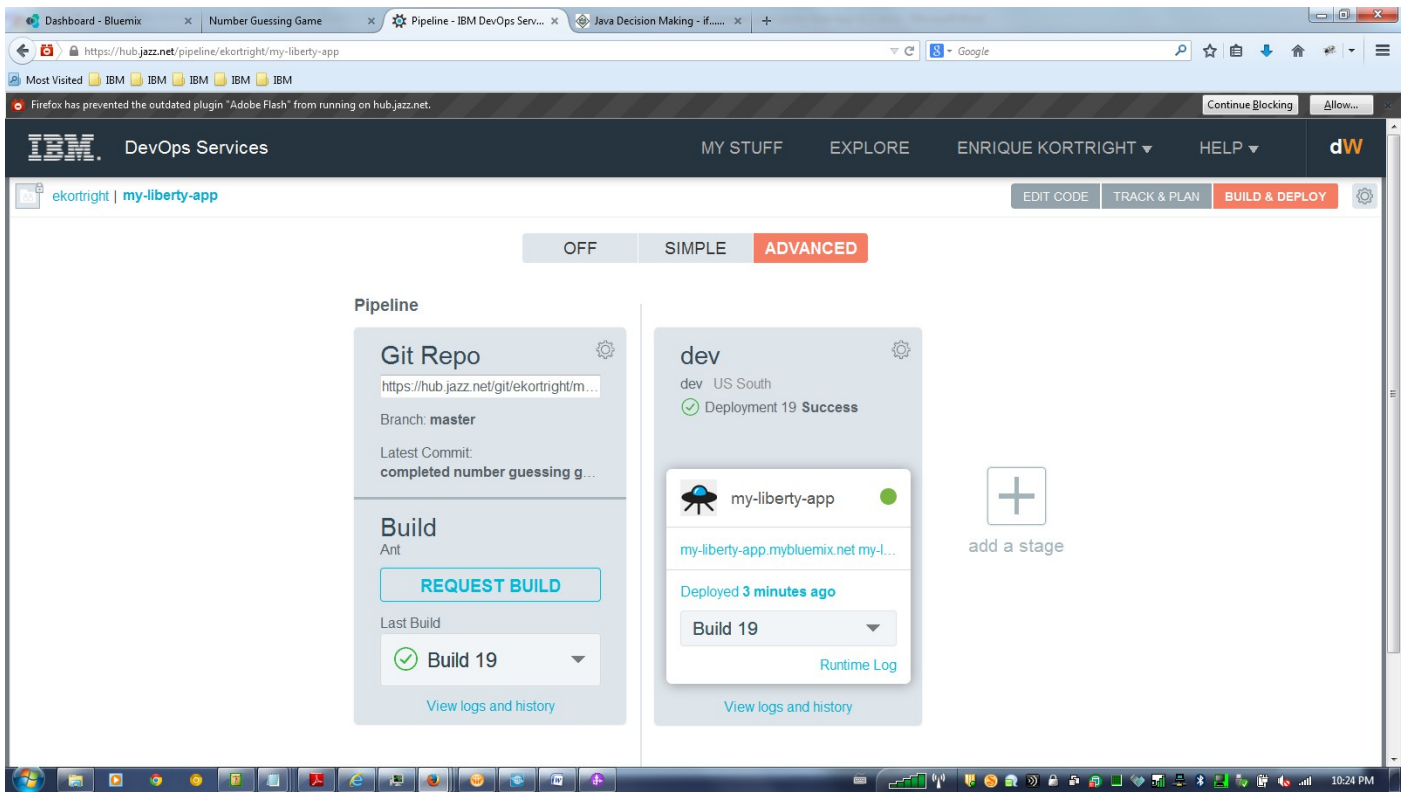 Dashboard - Bluemix
Number Guessing Game
Pipeline - IBM DevOps Serv...
Java Decision Making - if......
https://hub.jazz.net/pipeline/ekortright/my-liberty-app
Google
Most Visited IBM IBM IBM IBM IBM
Firefox has prevented the outdated plugin "Adobe Flash" from running on hub.jazz.net.
Continue Blocking
Allow...
IBM. DevOps Services
MY STUFF
EXPLORE
ENRIQUE KORTRIGHT
HELP
dW
ekortright | my-liberty-app
EDIT CODE
TRACK & PLAN
BUILD & DEPLOY
OFF
SIMPLE
ADVANCED
Pipeline
Git Repo
https://hub.jazz.net/git/ekortright/m...
Branch: master
Latest Commit:
completed number guessing g...
Build
Ant
REQUEST BUILD
Last Build
Build 19
View logs and history
dev
dev US South
Deployment 19 Success
my-liberty-app
my-liberty-app.mybluemix.net my-l...
Deployed 3 minutes ago
Build 19
Runtime Log
View logs and history
add a stage
10:24 PM